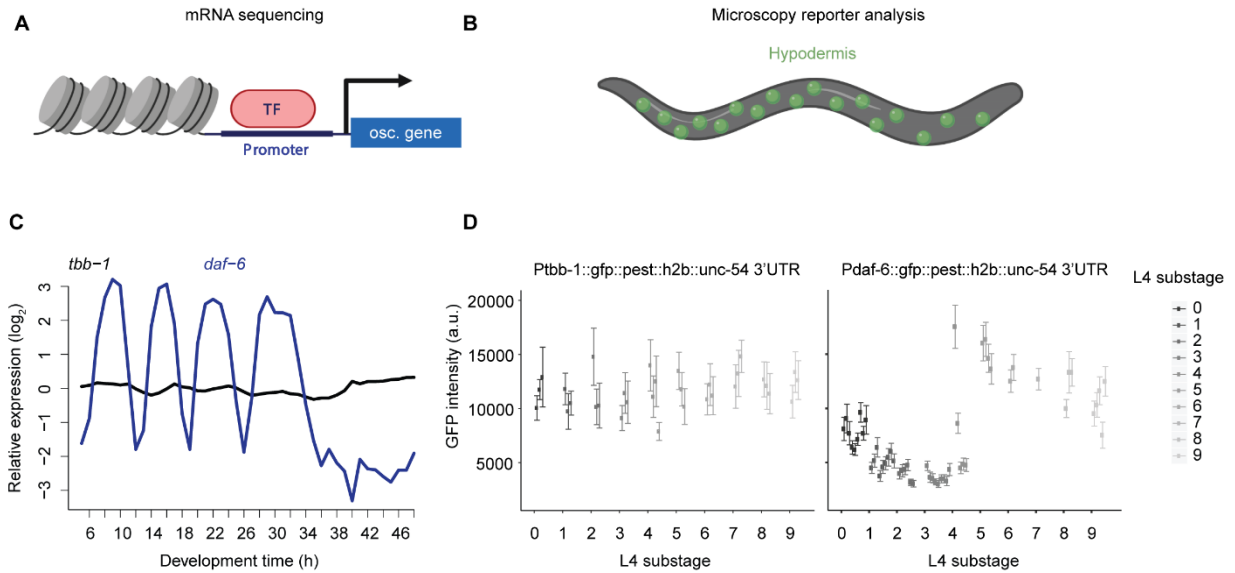 A
mRNA sequencing
TF
Promoter
osc. gene
B
Microscopy reporter analysis
Hypodermis
C
tbb−1
daf−6
Relative expression (log2)
3
2
1
0
−1
−2
−3
6
10
14
18
22
26
30
34
38
42
46
Development time (h)
D
Ptbb-1::gfp::pest::h2b::unc-54 3’UTR
Pdaf-6::gfp::pest::h2b::unc-54 3’UTR
GFP intensity (a.u.)
20000
15000
10000
5000
0 1 2 3 4 5 6 7 8 9
L4 substage
0 1 2 3 4 5 6 7 8 9
L4 substage
L4 substage
0
1
2
3
4
5
6
7
8
9